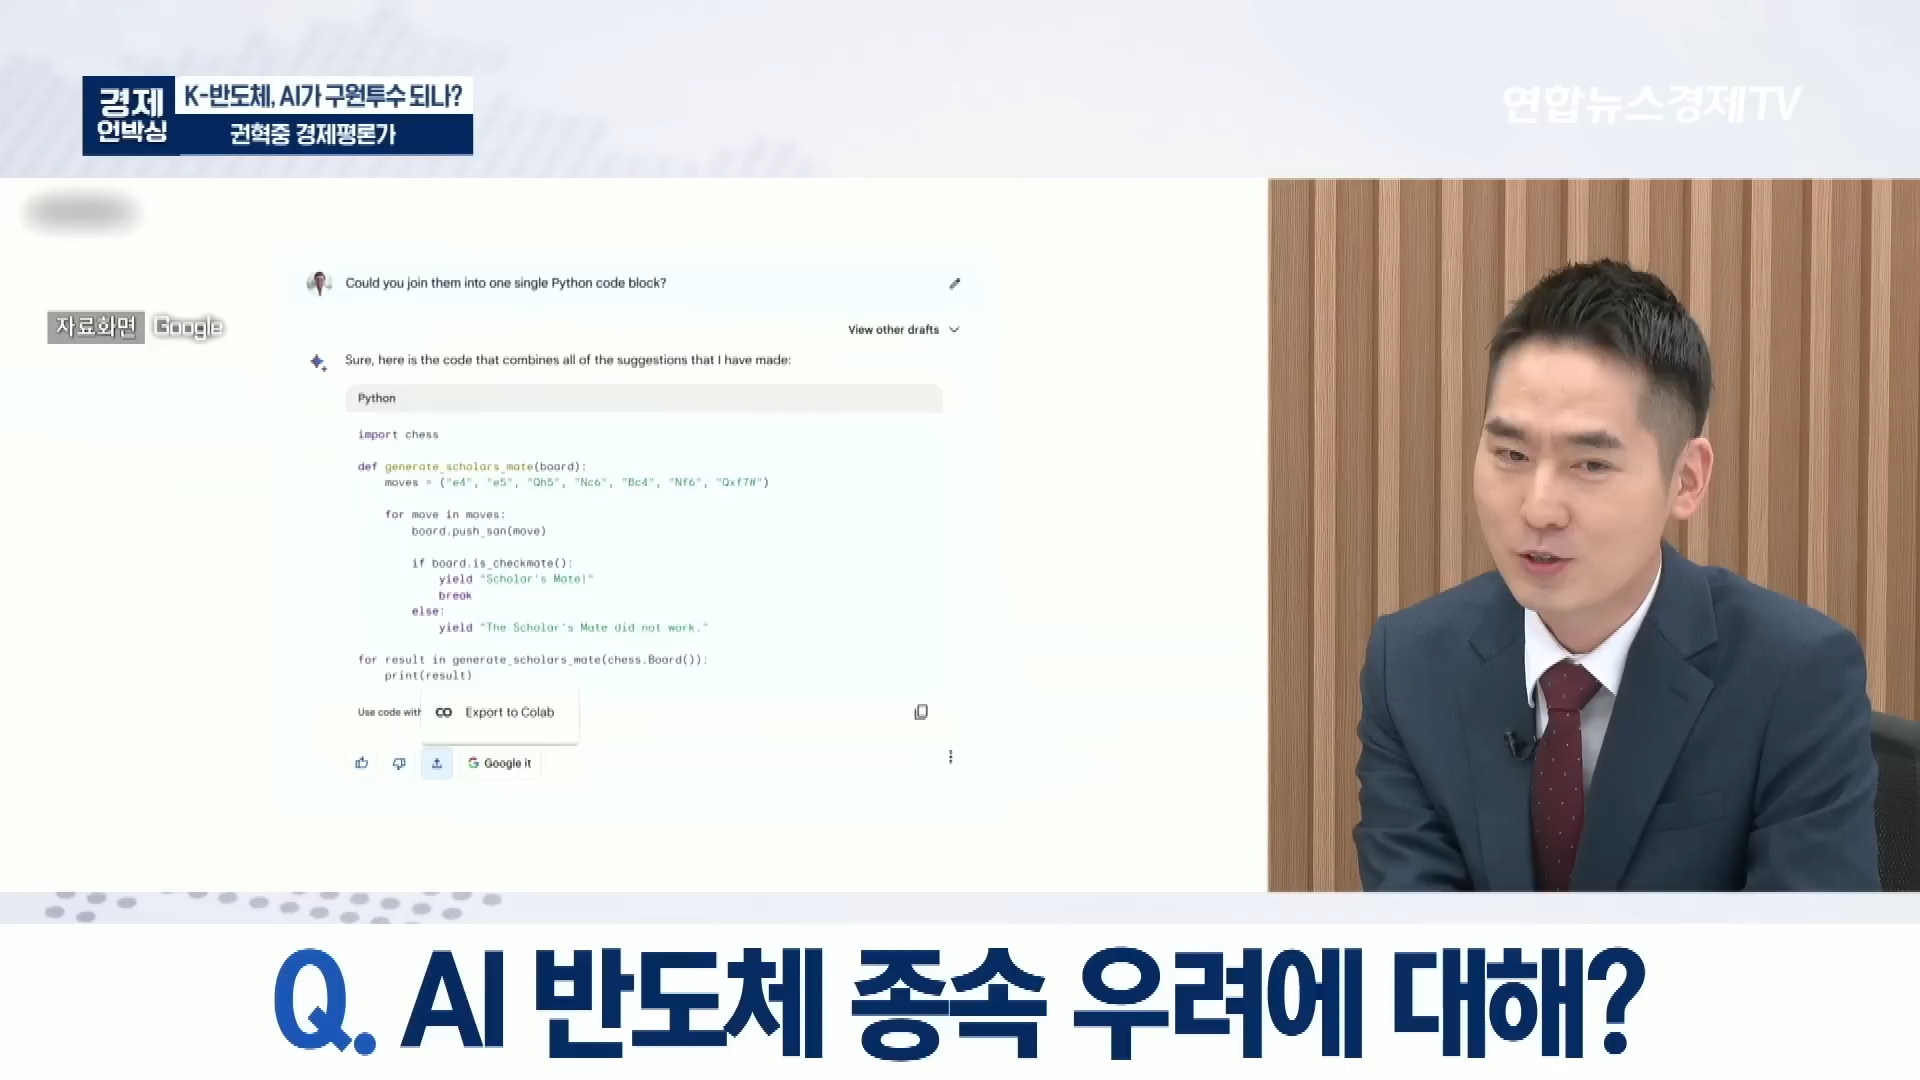 경제
언박싱
K-반도체, AI가 구원투수 되나?
권혁중 경제평론가
연합뉴스경제TV
자료화면 Google
Could you join them into one single Python code block?
View other drafts
Sure, here is the code that combines all of the suggestions that I have made:
Python
import chess
def generate_scholars_mate(board):
moves = ("e4", "e5", "Qh5", "Nc6", "Bc4", "Nf6", "Qxf7#")
for move in moves:
board.push_san(move)
if board.is_checkmate():
yield "Scholar's Mate!"
break
else:
yield "The Scholar's Mate did not work."
for result in generate_scholars_mate(chess.Board()):
print(result)
Use code with
Export to Colab
Google it
Q. AI 반도체 종속 우려에 대해?